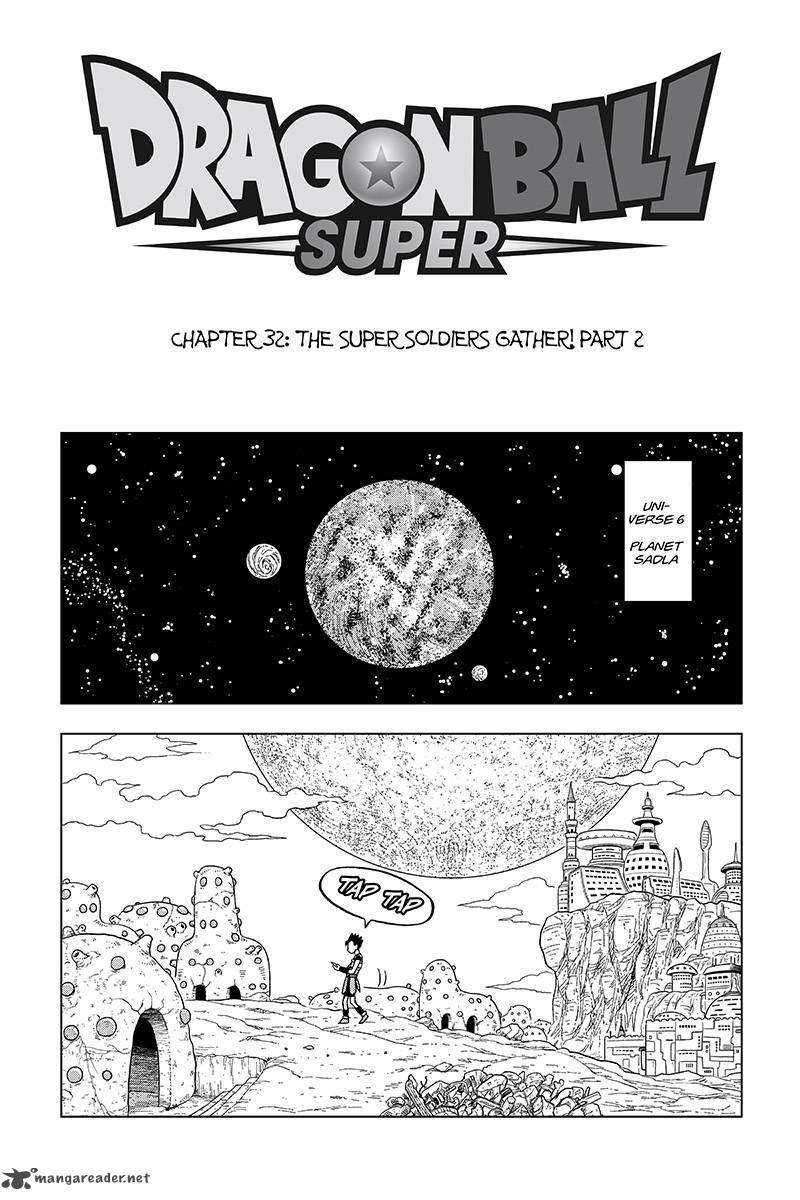 DRAGON BALL
SUPER
CHAPTER 32: THE SUPER SOLDIERS GATHER! PART 2
UNI-
VERSE 6
PLANET
SADLA
TAP TAP
mangareader.net